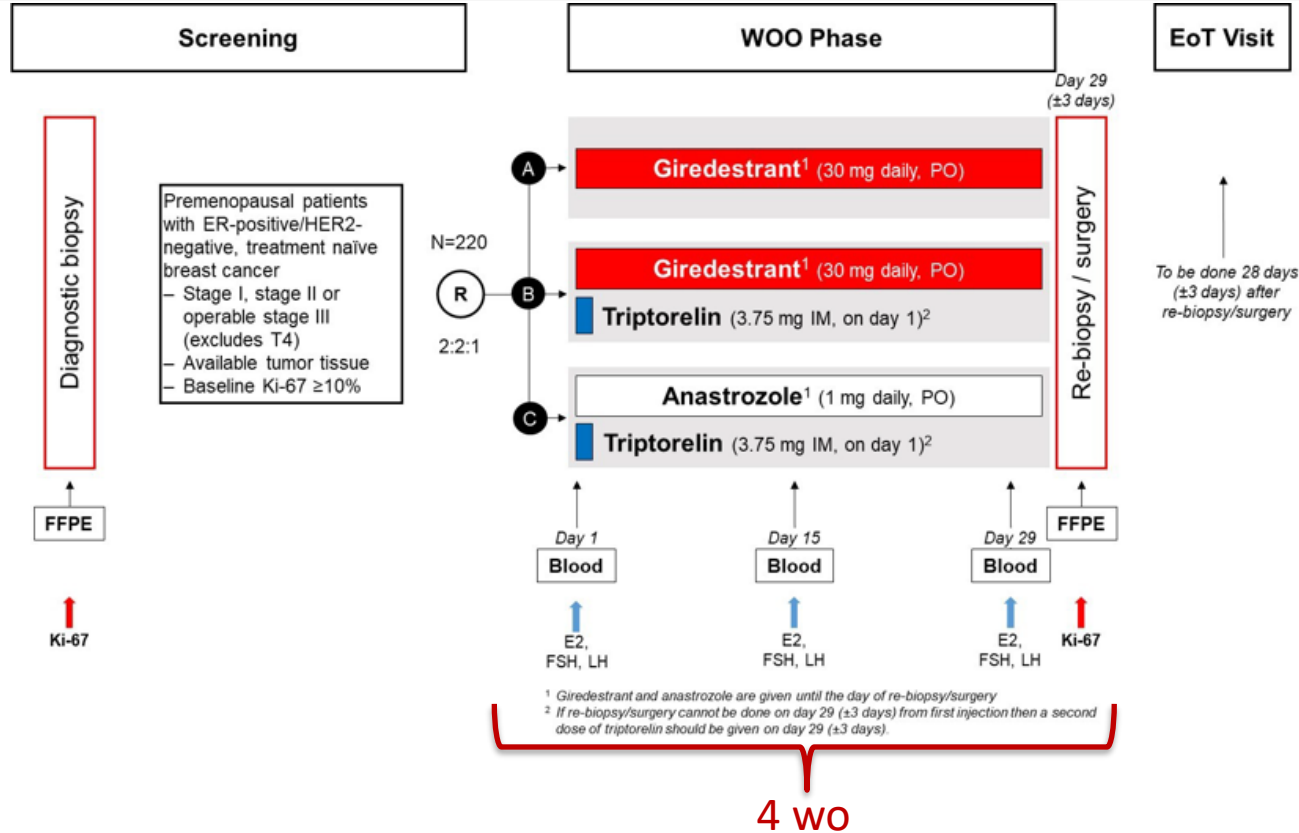 Screening
WOO Phase
EoT Visit
Day 29
(±3 days)
Diagnostic biopsy
Premenopausal patients
with ER-positive/HER2-
negative, treatment naïve
breast cancer
– Stage I, stage II or
operable stage III
(excludes T4)
– Available tumor tissue
– Baseline Ki-67 ≥10%
N=220
R
2:2:1
A
Giredestrant¹ (30 mg daily, PO)
B
Giredestrant¹ (30 mg daily, PO)
Triptorelin (3.75 mg IM, on day 1)²
C
Anastrozole¹ (1 mg daily, PO)
Triptorelin (3.75 mg IM, on day 1)²
Re-biopsy / surgery
To be done 28 days
(±3 days) after
re-biopsy/surgery
FFPE
Ki-67
Day 1
Blood
E2,
FSH, LH
Day 15
Blood
E2,
FSH, LH
Day 29
Blood
E2,
FSH, LH
FFPE
Ki-67
¹ Giredestrant and anastrozole are given until the day of re-biopsy/surgery
² If re-biopsy/surgery cannot be done on day 29 (±3 days) from first injection then a second
dose of triptorelin should be given on day 29 (±3 days).
4 wo